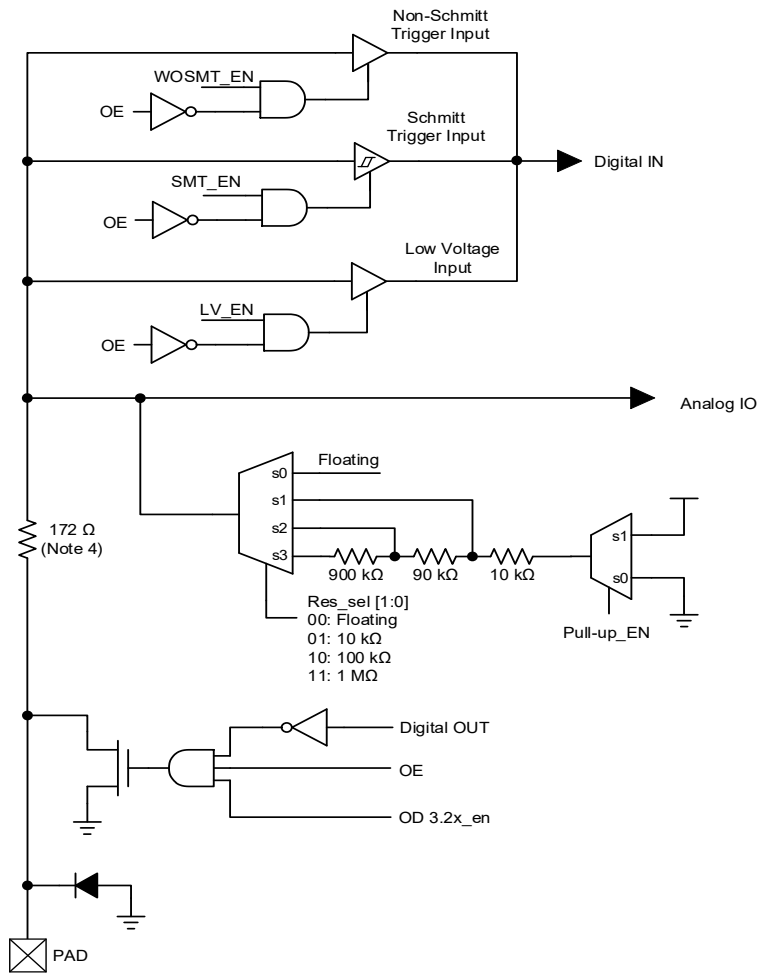 Non-Schmitt
Trigger Input
WOSMT_EN
OE
Schmitt
Trigger Input
Digital IN
SMT_EN
OE
Low Voltage
Input
LV_EN
OE
Analog IO
s0
Floating
s1
s2
s3
172 Ω
(Note 4)
900 kΩ
90 kΩ
10 kΩ
s1
s0
Pull-up_EN
Res_sel [1:0]
00: Floating
01: 10 kΩ
10: 100 kΩ
11: 1 MΩ
Digital OUT
OE
OD 3.2x_en
PAD